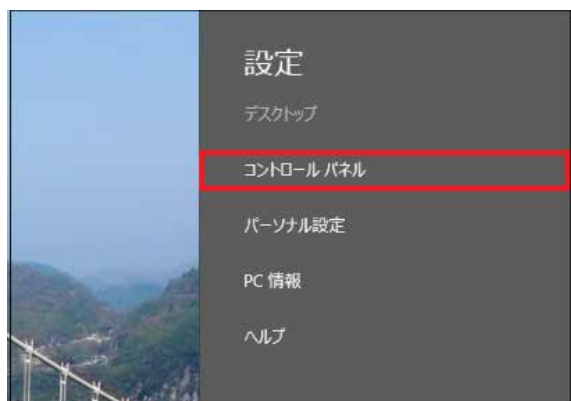 設定
デスクトップ
コントロール パネル
パーソナル設定
PC 情報
ヘルプ